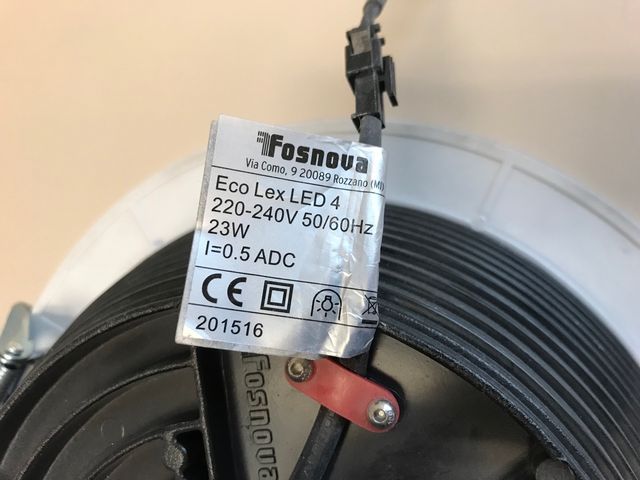 Fosnova
Via Como, 9 20089 Rozzano (MI)
Eco Lex LED 4
220-240V 50/60Hz
23W
I=0.5 ADC
CE
201516
Fosnova